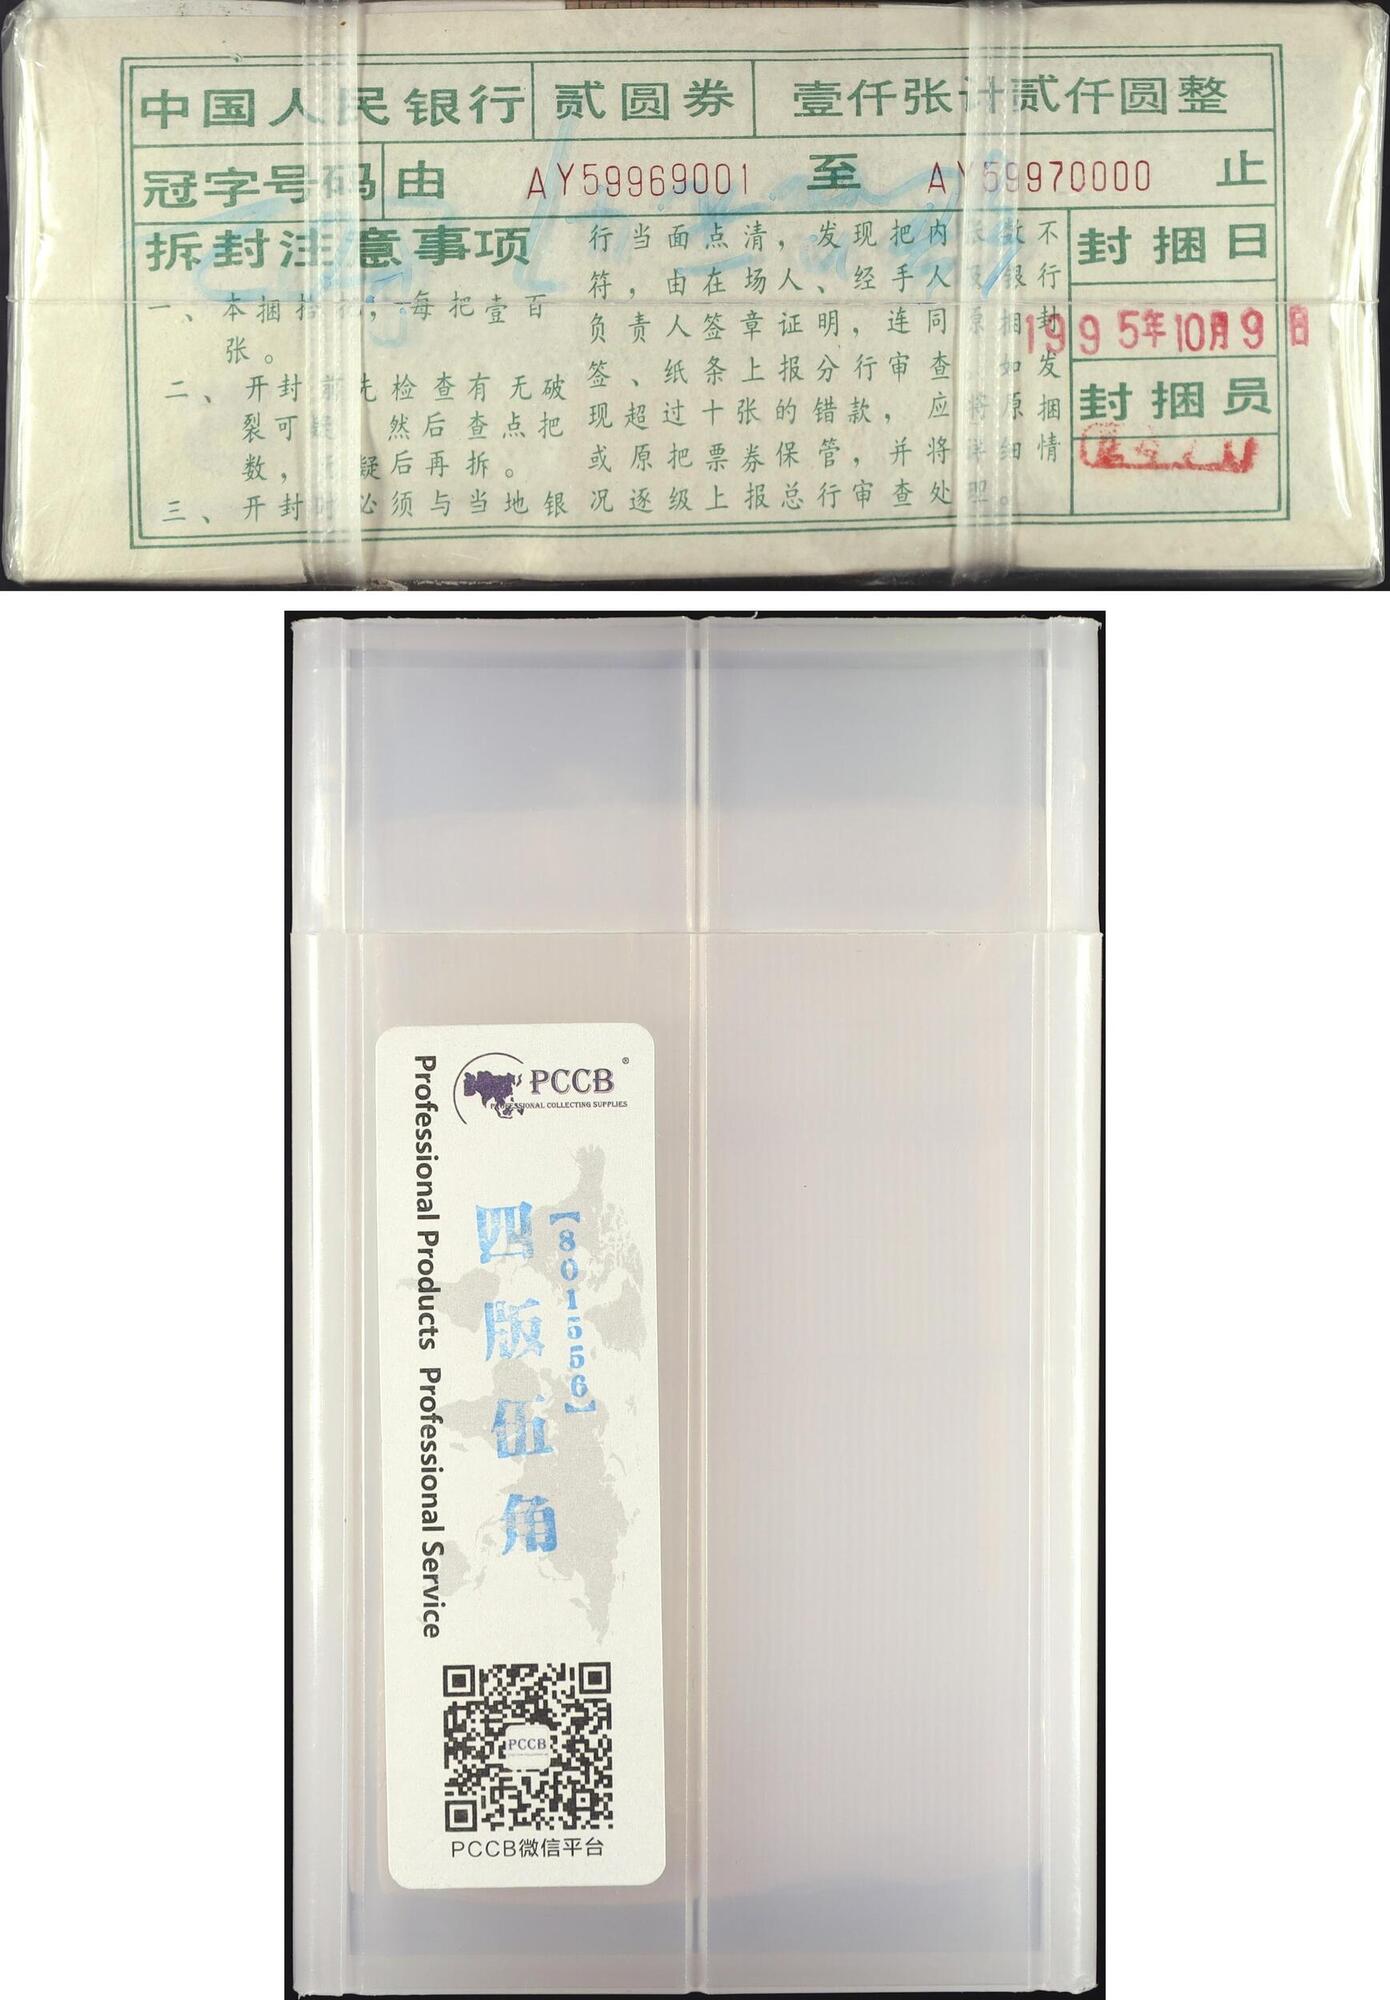 中国人民银行 贰圆券 壹仟张计贰仟圆整
冠字号码 由 AY59969001 至 AY59970000 止
拆封注意事项
一、本捆拾把，每把壹百
张。
二、开封前先检查有无破
裂可疑 然后查点把
数，无疑后再拆。
三、开封时必须与当地银
行当面点清，发现把内张数不
符，由在场人、经手人及银行
负责人签章证明，连同原捆封
签、纸条上报分行审查。如发
现超过十张的错款，应将原捆
或原把票券保管，并将详细情
况逐级上报总行审查处理。
封捆日
1995年10月9日
封捆员
PCCB®
PROFESSIONAL COLLECTING SUPPLIES
Professional Products Professional Service
【801556】
四版伍角
PCCB
PCCB微信平台